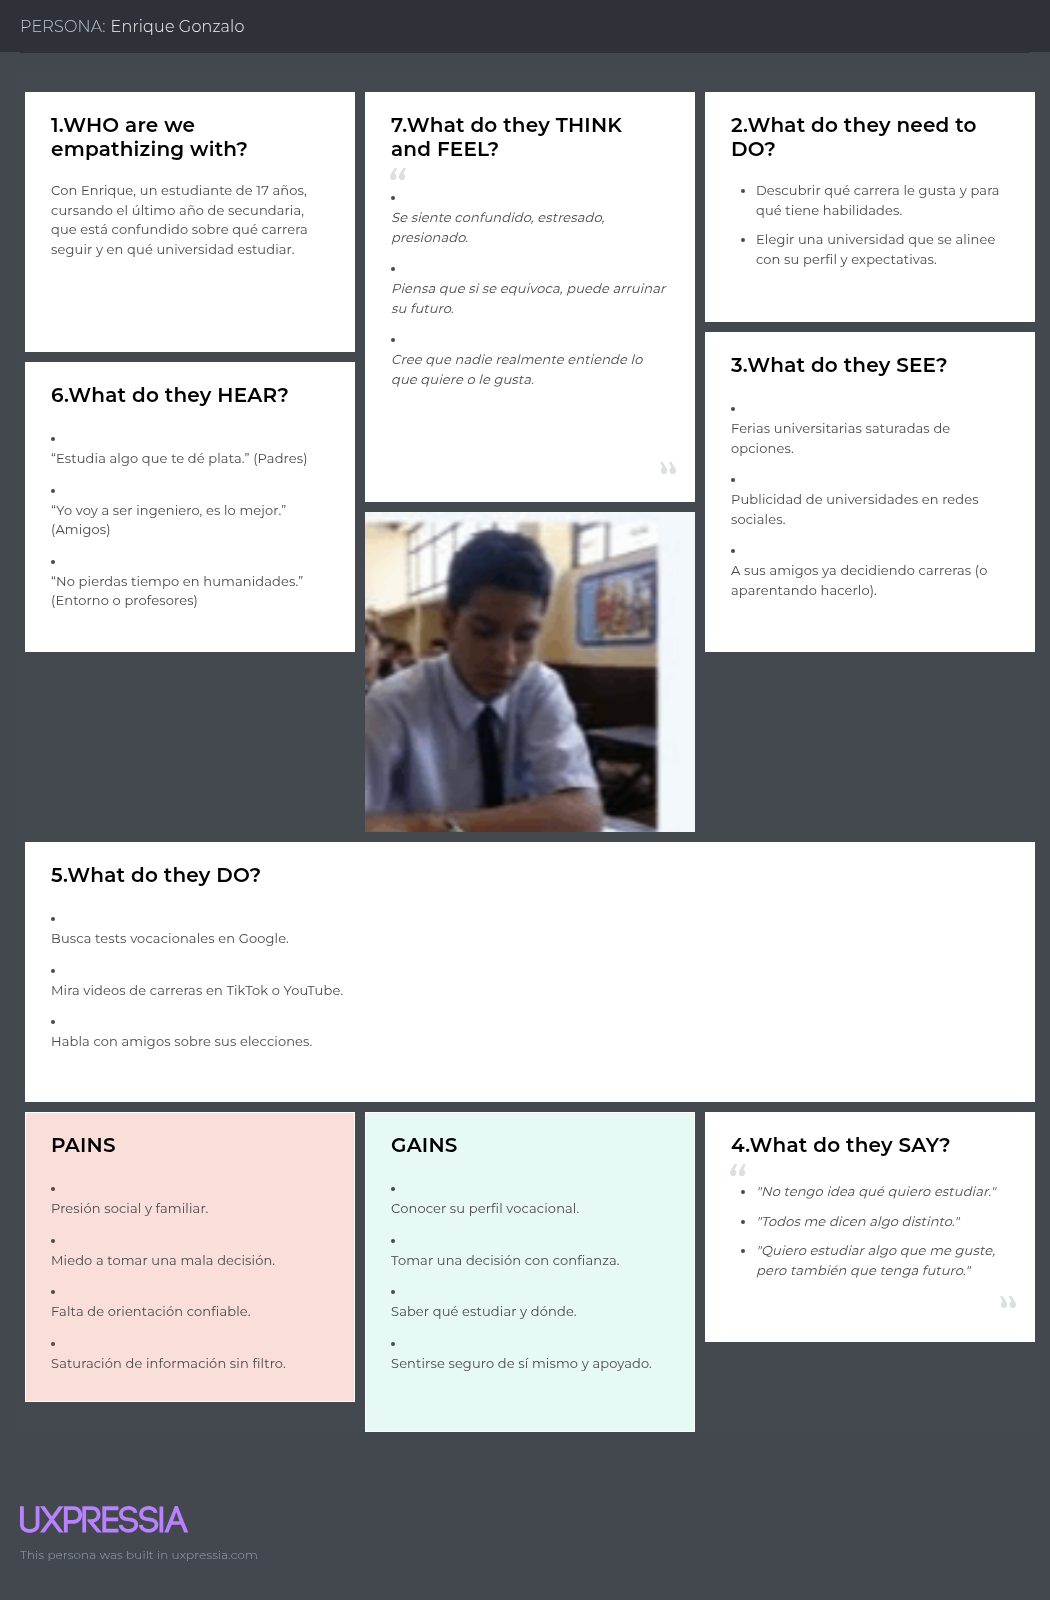 PERSONA: Enrique Gonzalo
1.WHO are we
empathizing with?
Con Enrique, un estudiante de 17 años,
cursando el último año de secundaria,
que está confundido sobre qué carrera
seguir y en qué universidad estudiar.
7.What do they THINK
and FEEL?
“
•
Se siente confundido, estresado,
presionado.
•
Piensa que si se equivoca, puede arruinar
su futuro.
•
Cree que nadie realmente entiende lo
que quiere o le gusta.
”
2.What do they need to
DO?
• Descubrir qué carrera le gusta y para
qué tiene habilidades.
• Elegir una universidad que se alinee
con su perfil y expectativas.
6.What do they HEAR?
•
“Estudia algo que te dé plata.” (Padres)
•
“Yo voy a ser ingeniero, es lo mejor.”
(Amigos)
•
“No pierdas tiempo en humanidades.”
(Entorno o profesores)
3.What do they SEE?
•
Ferias universitarias saturadas de
opciones.
•
Publicidad de universidades en redes
sociales.
•
A sus amigos ya decidiendo carreras (o
aparentando hacerlo).
5.What do they DO?
•
Busca tests vocacionales en Google.
•
Mira videos de carreras en TikTok o YouTube.
•
Habla con amigos sobre sus elecciones.
PAINS
•
Presión social y familiar.
•
Miedo a tomar una mala decisión.
•
Falta de orientación confiable.
•
Saturación de información sin filtro.
GAINS
•
Conocer su perfil vocacional.
•
Tomar una decisión con confianza.
•
Saber qué estudiar y dónde.
•
Sentirse seguro de sí mismo y apoyado.
4.What do they SAY?
“
• "No tengo idea qué quiero estudiar."
• "Todos me dicen algo distinto."
• "Quiero estudiar algo que me guste,
pero también que tenga futuro."
”
UXPRESSIA
This persona was built in uxpressia.com